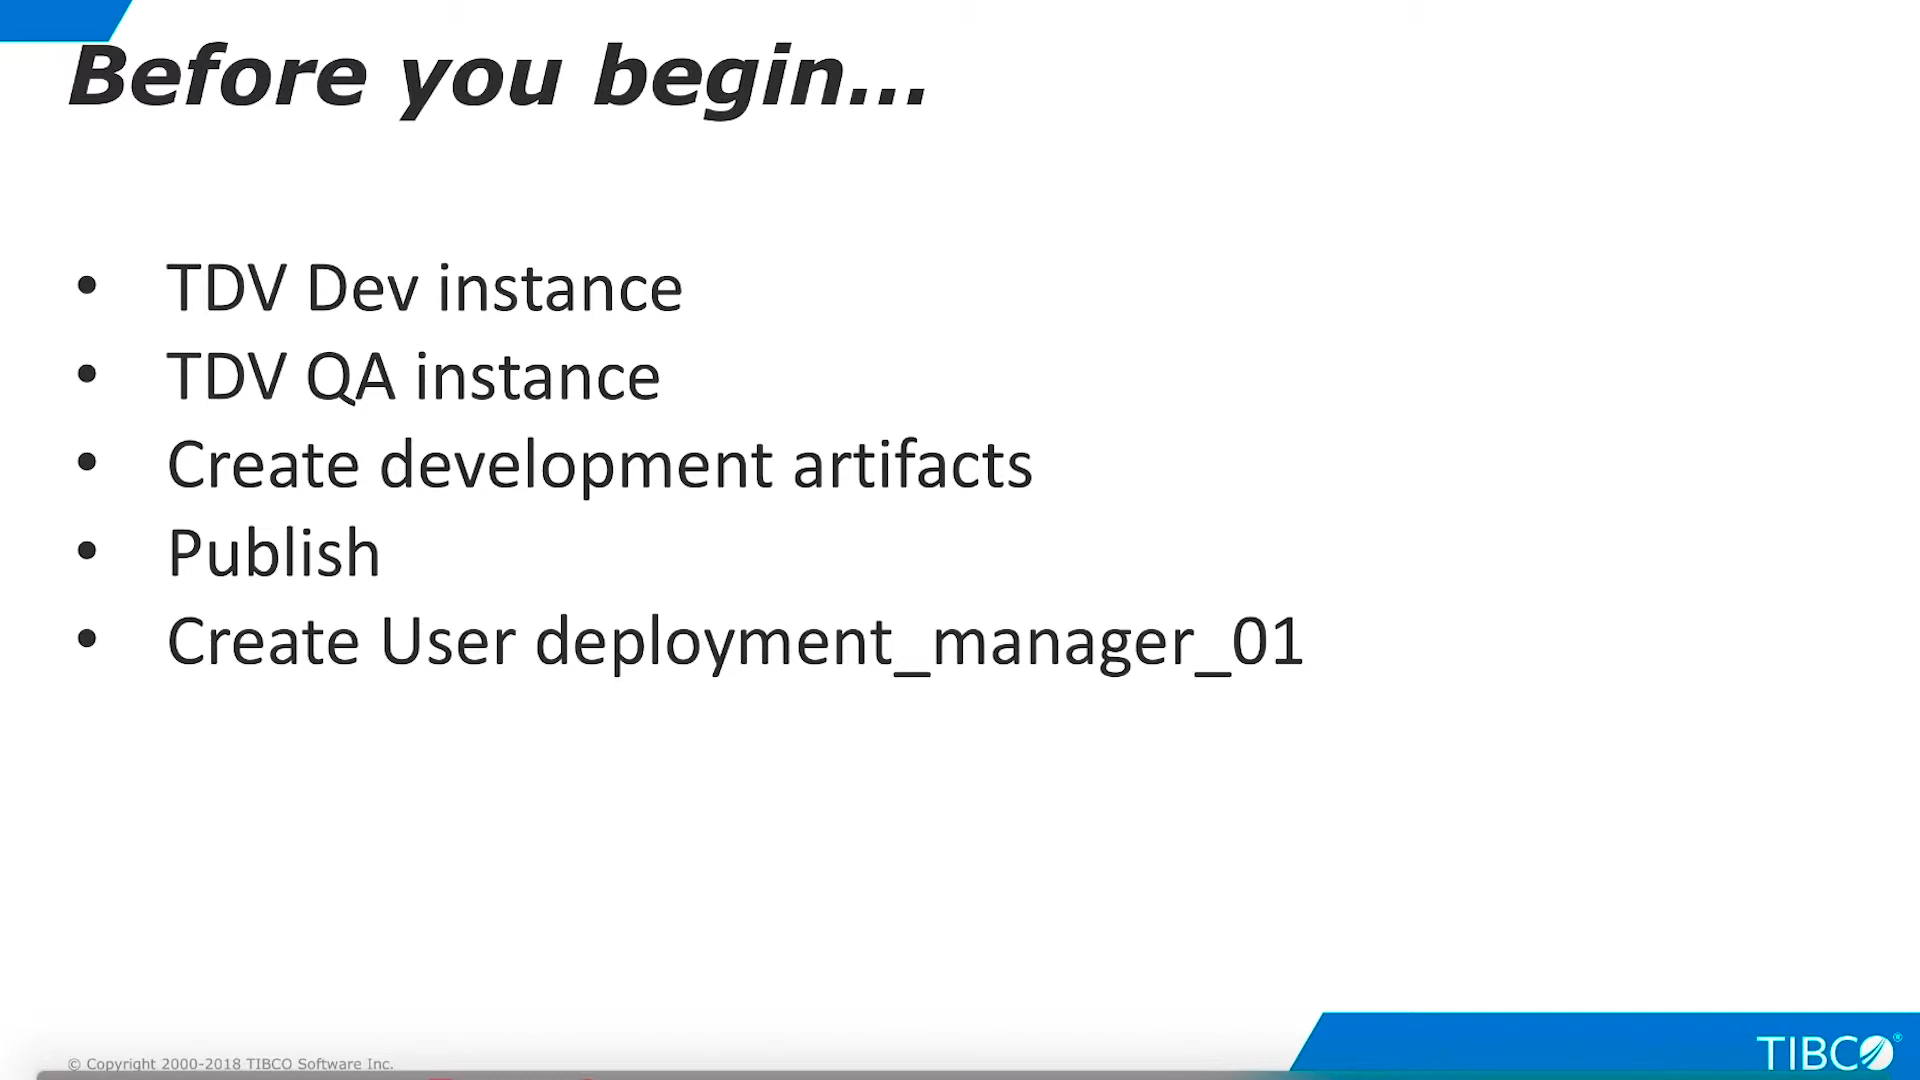 Before you begin...
• TDV Dev instance
• TDV QA instance
• Create development artifacts
• Publish
• Create User deployment_manager_01
© Copyright 2000-2018 TIBCO Software Inc.
TIBCO®